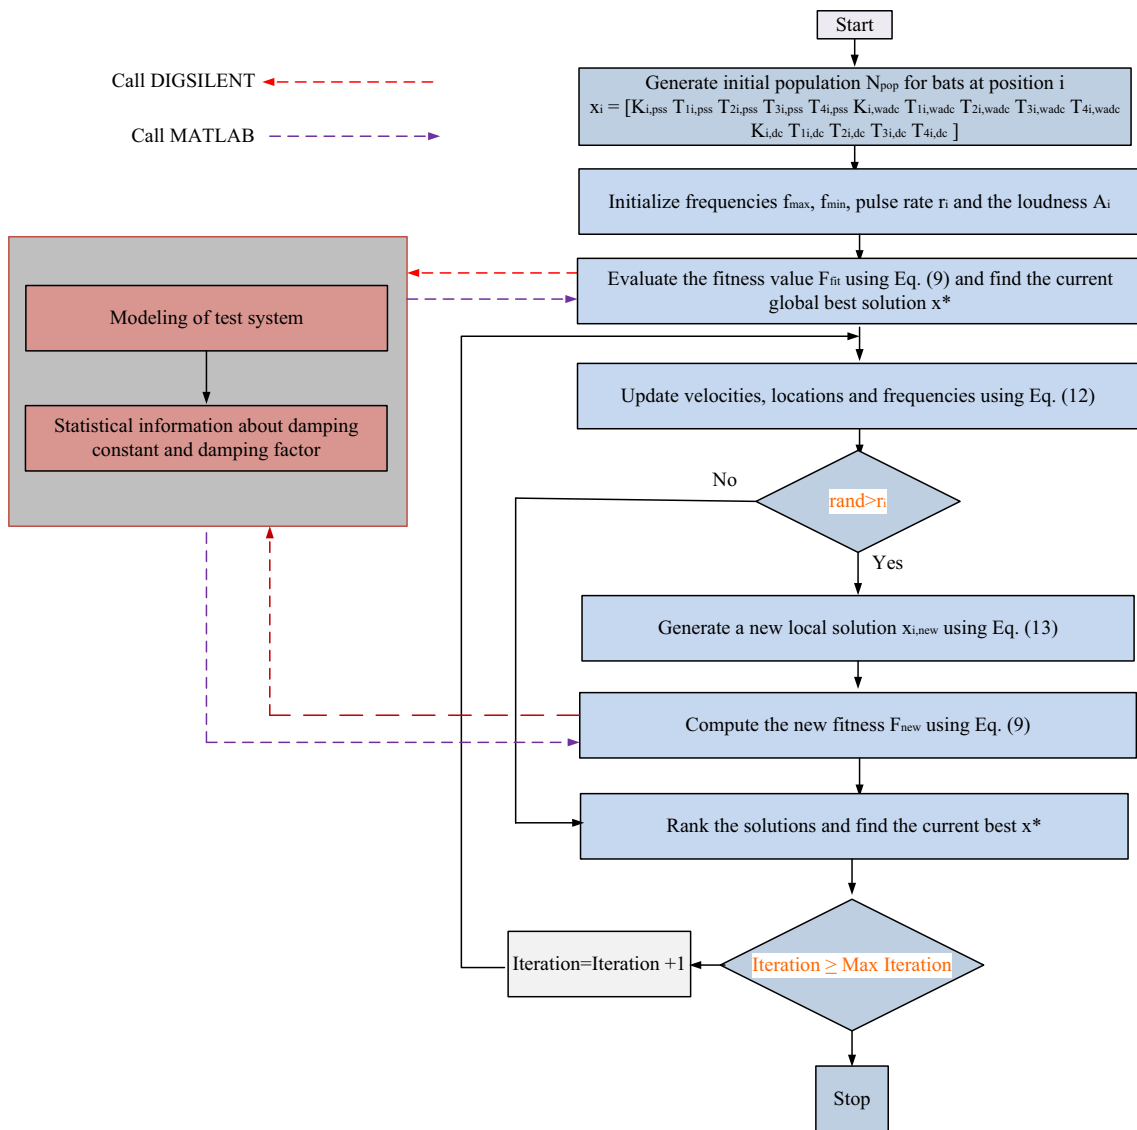 Start
Call DIGSILENT
Call MATLAB
Generate initial population Npop for bats at position i
xi = [Ki,pss T1i,pss T2i,pss T3i,pss T4i,pss Ki,wadc T1i,wadc T2i,wadc T3i,wadc T4i,wadc
Ki,dc T1i,dc T2i,dc T3i,dc T4i,dc ]
Initialize frequencies fmax, fmin, pulse rate ri and the loudness Ai
Evaluate the fitness value Ffit using Eq. (9) and find the current
global best solution x*
Modeling of test system
Statistical information about damping
constant and damping factor
Update velocities, locations and frequencies using Eq. (12)
No
rand>ri
Yes
Generate a new local solution xi,new using Eq. (13)
Compute the new fitness Fnew using Eq. (9)
Rank the solutions and find the current best x*
Iteration=Iteration +1
Iteration ≥ Max Iteration
Stop